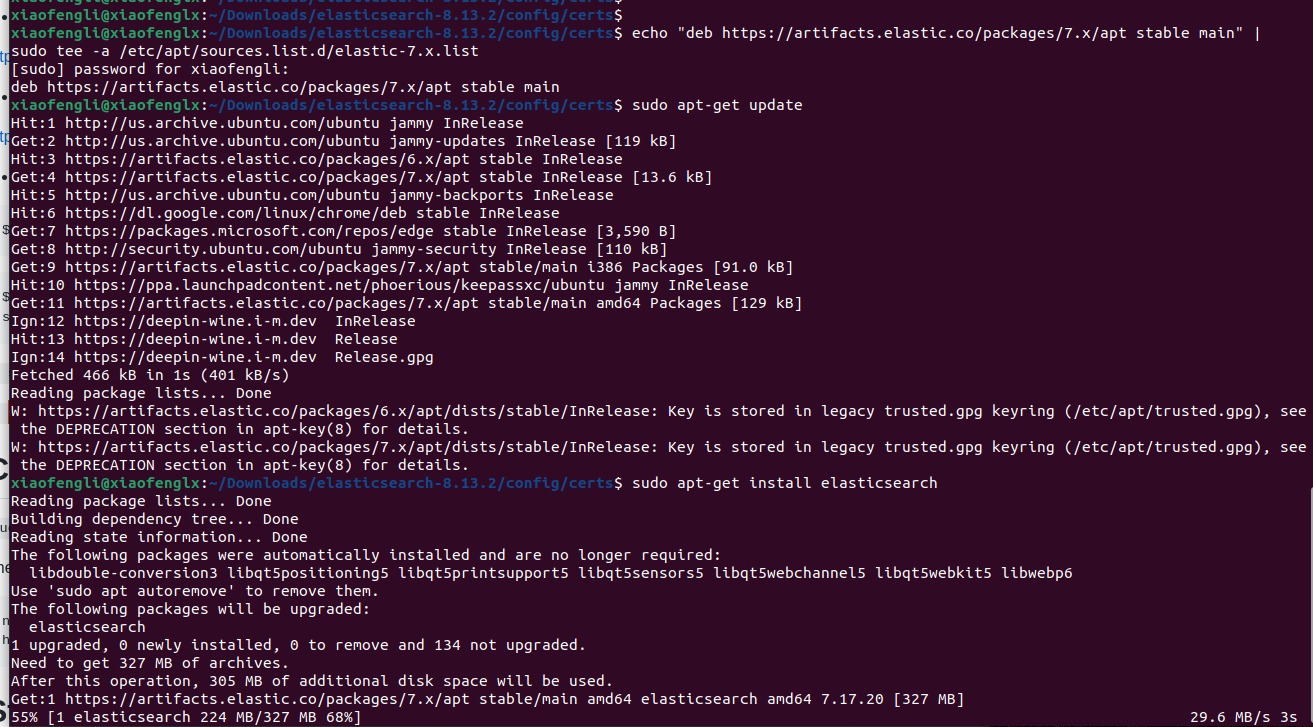 xiaofengli@xiaofenglx:~/Downloads/elasticsearch-8.13.2/config/certs$
xiaofengli@xiaofenglx:~/Downloads/elasticsearch-8.13.2/config/certs$ echo "deb https://artifacts.elastic.co/packages/7.x/apt stable main" |
sudo tee -a /etc/apt/sources.list.d/elastic-7.x.list
[sudo] password for xiaofengli:
deb https://artifacts.elastic.co/packages/7.x/apt stable main
xiaofengli@xiaofenglx:~/Downloads/elasticsearch-8.13.2/config/certs$ sudo apt-get update
Hit:1 http://us.archive.ubuntu.com/ubuntu jammy InRelease
Get:2 http://us.archive.ubuntu.com/ubuntu jammy-updates InRelease [119 kB]
Hit:3 https://artifacts.elastic.co/packages/6.x/apt stable InRelease
Get:4 https://artifacts.elastic.co/packages/7.x/apt stable InRelease [13.6 kB]
Hit:5 http://us.archive.ubuntu.com/ubuntu jammy-backports InRelease
Hit:6 https://dl.google.com/linux/chrome/deb stable InRelease
Get:7 https://packages.microsoft.com/repos/edge stable InRelease [3,590 B]
Get:8 http://security.ubuntu.com/ubuntu jammy-security InRelease [110 kB]
Get:9 https://artifacts.elastic.co/packages/7.x/apt stable/main i386 Packages [91.0 kB]
Hit:10 https://ppa.launchpadcontent.net/phoerious/keepassxc/ubuntu jammy InRelease
Get:11 https://artifacts.elastic.co/packages/7.x/apt stable/main amd64 Packages [129 kB]
Ign:12 https://deepin-wine.i-m.dev  InRelease
Hit:13 https://deepin-wine.i-m.dev  Release
Ign:14 https://deepin-wine.i-m.dev  Release.gpg
Fetched 466 kB in 1s (401 kB/s)
Reading package lists... Done
W: https://artifacts.elastic.co/packages/6.x/apt/dists/stable/InRelease: Key is stored in legacy trusted.gpg keyring (/etc/apt/trusted.gpg), see
the DEPRECATION section in apt-key(8) for details.
W: https://artifacts.elastic.co/packages/7.x/apt/dists/stable/InRelease: Key is stored in legacy trusted.gpg keyring (/etc/apt/trusted.gpg), see
the DEPRECATION section in apt-key(8) for details.
xiaofengli@xiaofenglx:~/Downloads/elasticsearch-8.13.2/config/certs$ sudo apt-get install elasticsearch
Reading package lists... Done
Building dependency tree... Done
Reading state information... Done
The following packages were automatically installed and are no longer required:
libdouble-conversion3 libqt5positioning5 libqt5printsupport5 libqt5sensors5 libqt5webchannel5 libqt5webkit5 libwebp6
Use 'sudo apt autoremove' to remove them.
The following packages will be upgraded:
elasticsearch
1 upgraded, 0 newly installed, 0 to remove and 134 not upgraded.
Need to get 327 MB of archives.
After this operation, 305 MB of additional disk space will be used.
Get:1 https://artifacts.elastic.co/packages/7.x/apt stable/main amd64 elasticsearch amd64 7.17.20 [327 MB]
55% [1 elasticsearch 224 MB/327 MB 68%] 29.6 MB/s 3s